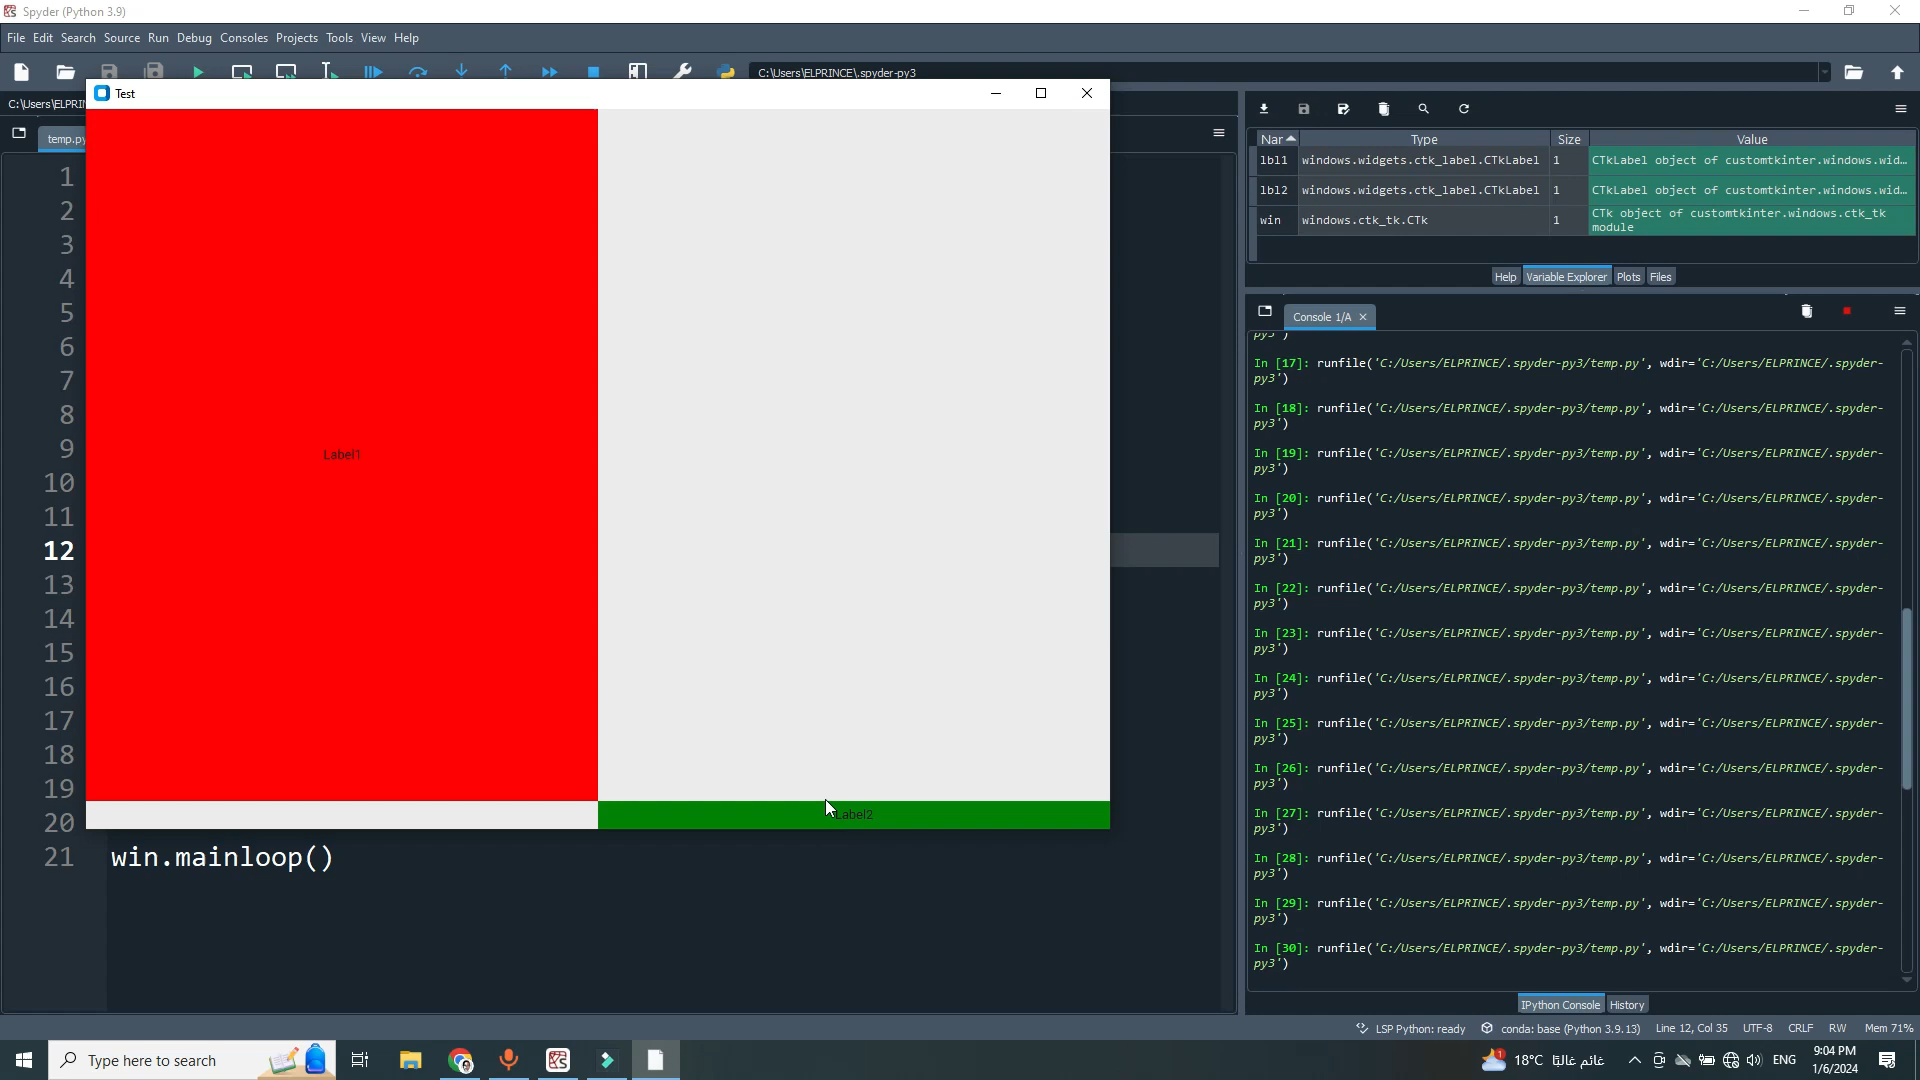 Spyder (Python 3.9)
File Edit Search Source Run Debug Consoles Projects Tools View Help
C:\Users\ELPRINCE\.spyder-py3
C:\Users\ELPRIN
Test
temp.py
1
2
3
4
5
6
7
8
9
10
11
12
13
14
15
16
17
18
19
20
21 win.mainloop()
Label1
Label2
Nar Type Size Value
lbl1 windows.widgets.ctk_label.CTkLabel 1 CTkLabel object of customtkinter.windows.wid…
lbl2 windows.widgets.ctk_label.CTkLabel 1 CTkLabel object of customtkinter.windows.wid…
win windows.ctk_tk.CTk 1 CTk object of customtkinter.windows.ctk_tk
module
Help Variable Explorer Plots Files
Console 1/A
py3')
In [17]: runfile('C:/Users/ELPRINCE/.spyder-py3/temp.py', wdir='C:/Users/ELPRINCE/.spyder-
py3')
In [18]: runfile('C:/Users/ELPRINCE/.spyder-py3/temp.py', wdir='C:/Users/ELPRINCE/.spyder-
py3')
In [19]: runfile('C:/Users/ELPRINCE/.spyder-py3/temp.py', wdir='C:/Users/ELPRINCE/.spyder-
py3')
In [20]: runfile('C:/Users/ELPRINCE/.spyder-py3/temp.py', wdir='C:/Users/ELPRINCE/.spyder-
py3')
In [21]: runfile('C:/Users/ELPRINCE/.spyder-py3/temp.py', wdir='C:/Users/ELPRINCE/.spyder-
py3')
In [22]: runfile('C:/Users/ELPRINCE/.spyder-py3/temp.py', wdir='C:/Users/ELPRINCE/.spyder-
py3')
In [23]: runfile('C:/Users/ELPRINCE/.spyder-py3/temp.py', wdir='C:/Users/ELPRINCE/.spyder-
py3')
In [24]: runfile('C:/Users/ELPRINCE/.spyder-py3/temp.py', wdir='C:/Users/ELPRINCE/.spyder-
py3')
In [25]: runfile('C:/Users/ELPRINCE/.spyder-py3/temp.py', wdir='C:/Users/ELPRINCE/.spyder-
py3')
In [26]: runfile('C:/Users/ELPRINCE/.spyder-py3/temp.py', wdir='C:/Users/ELPRINCE/.spyder-
py3')
In [27]: runfile('C:/Users/ELPRINCE/.spyder-py3/temp.py', wdir='C:/Users/ELPRINCE/.spyder-
py3')
In [28]: runfile('C:/Users/ELPRINCE/.spyder-py3/temp.py', wdir='C:/Users/ELPRINCE/.spyder-
py3')
In [29]: runfile('C:/Users/ELPRINCE/.spyder-py3/temp.py', wdir='C:/Users/ELPRINCE/.spyder-
py3')
In [30]: runfile('C:/Users/ELPRINCE/.spyder-py3/temp.py', wdir='C:/Users/ELPRINCE/.spyder-
py3')
IPython Console History
LSP Python: ready conda: base (Python 3.9.13) Line 12, Col 35 UTF-8 CRLF RW Mem 71%
Type here to search
1 18°C غائم غالبًا ENG 9:04 PM
1/6/2024